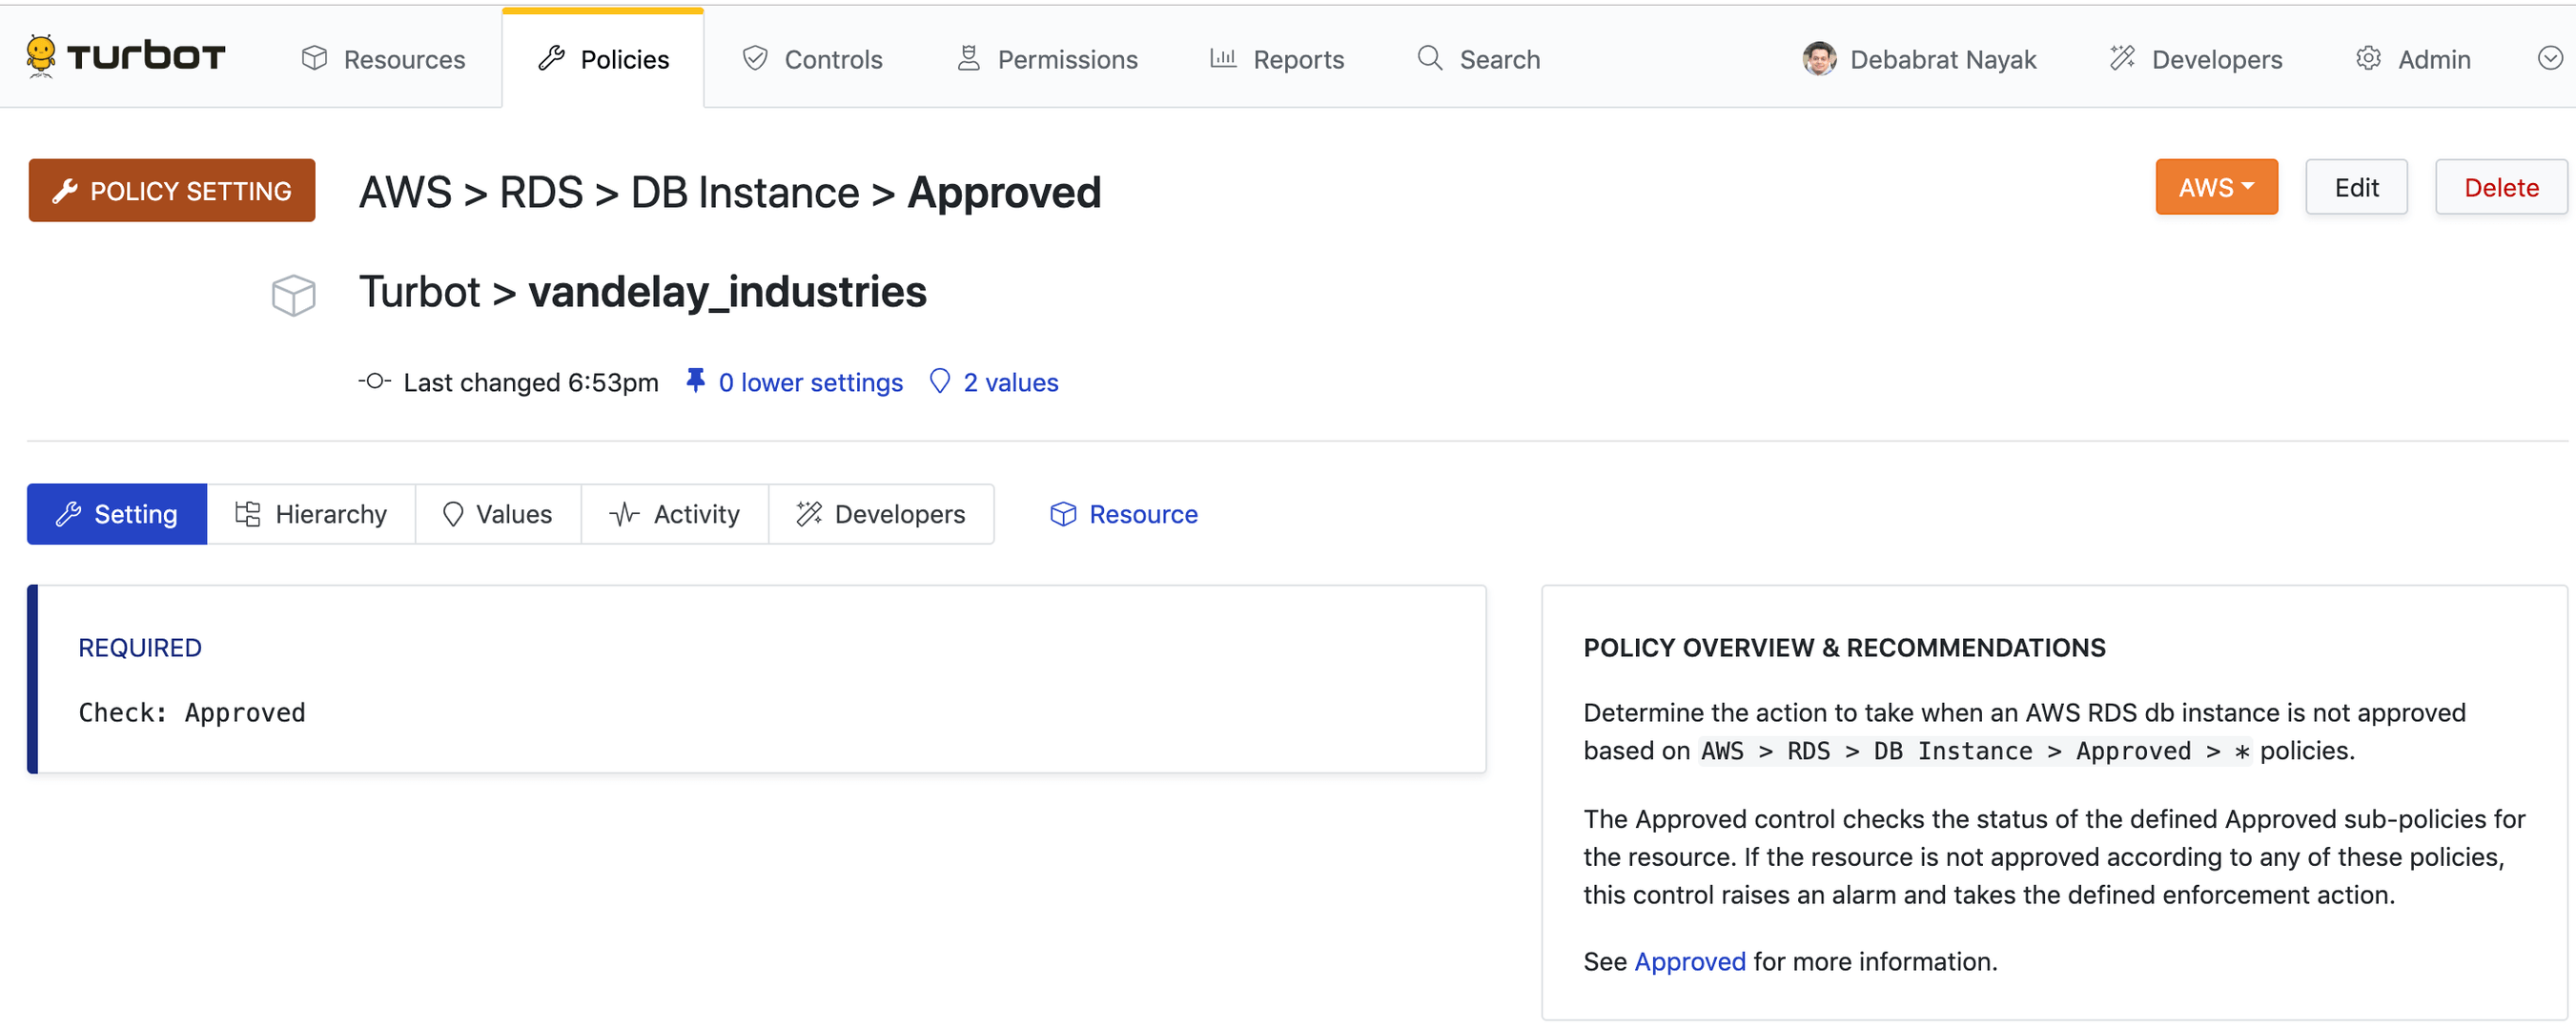 TURBOT
Resources
Policies
Controls
Permissions
Reports
Search
Debabrat Nayak
Developers
Admin
POLICY SETTING
AWS > RDS > DB Instance > Approved
AWS
Edit
Delete
Turbot > vandelay_industries
Last changed 6:53pm
0 lower settings
2 values
Setting
Hierarchy
Values
Activity
Developers
Resource
REQUIRED
Check: Approved
POLICY OVERVIEW & RECOMMENDATIONS
Determine the action to take when an AWS RDS db instance is not approved
based on AWS > RDS > DB Instance > Approved > * policies.
The Approved control checks the status of the defined Approved sub-policies for
the resource. If the resource is not approved according to any of these policies,
this control raises an alarm and takes the defined enforcement action.
See Approved for more information.